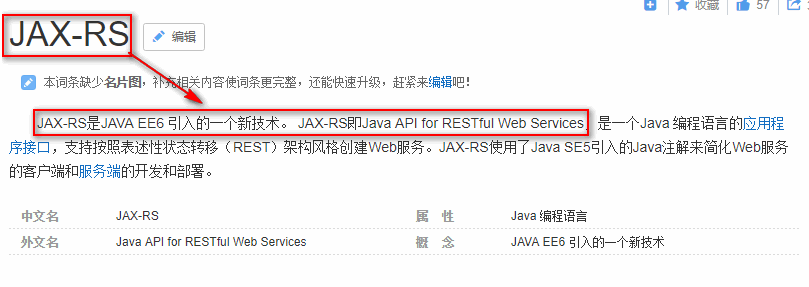 收藏 57
JAX-RS 编辑
本词条缺少名片图，补充相关内容使词条更完整，还能快速升级，赶紧来编辑吧！
JAX-RS是JAVA EE6 引入的一个新技术。 JAX-RS即Java API for RESTful Web Services，是一个Java 编程语言的应用程
序接口，支持按照表述性状态转移（REST）架构风格创建Web服务。JAX-RS使用了Java SE5引入的Java注解来简化Web服务
的客户端和服务端的开发和部署。
中文名 JAX-RS 属 性 Java 编程语言
外文名 Java API for RESTful Web Services 概 念 JAVA EE6 引入的一个新技术